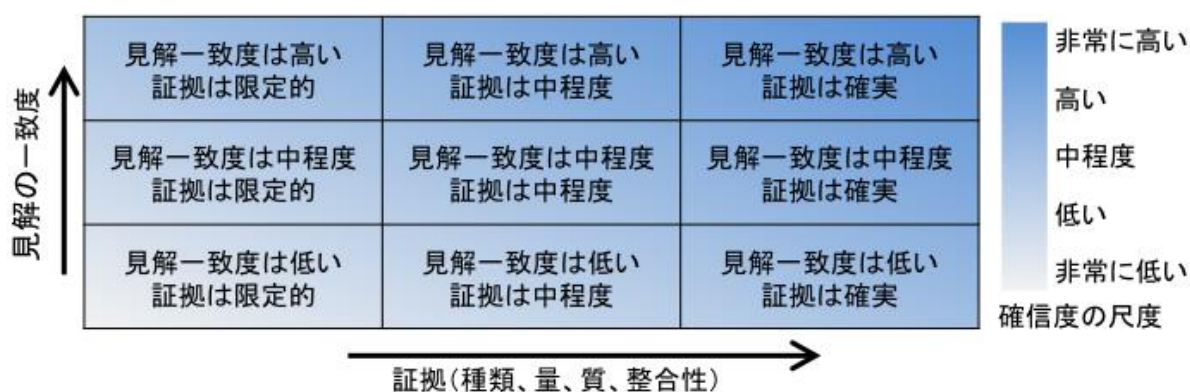 見解の一致度
見解一致度は高い
証拠は限定的
見解一致度は高い
証拠は中程度
見解一致度は高い
証拠は確実
見解一致度は中程度
証拠は限定的
見解一致度は中程度
証拠は中程度
見解一致度は中程度
証拠は確実
見解一致度は低い
証拠は限定的
見解一致度は低い
証拠は中程度
見解一致度は低い
証拠は確実
証拠(種類、量、質、整合性)
非常に高い
高い
中程度
低い
非常に低い
確信度の尺度